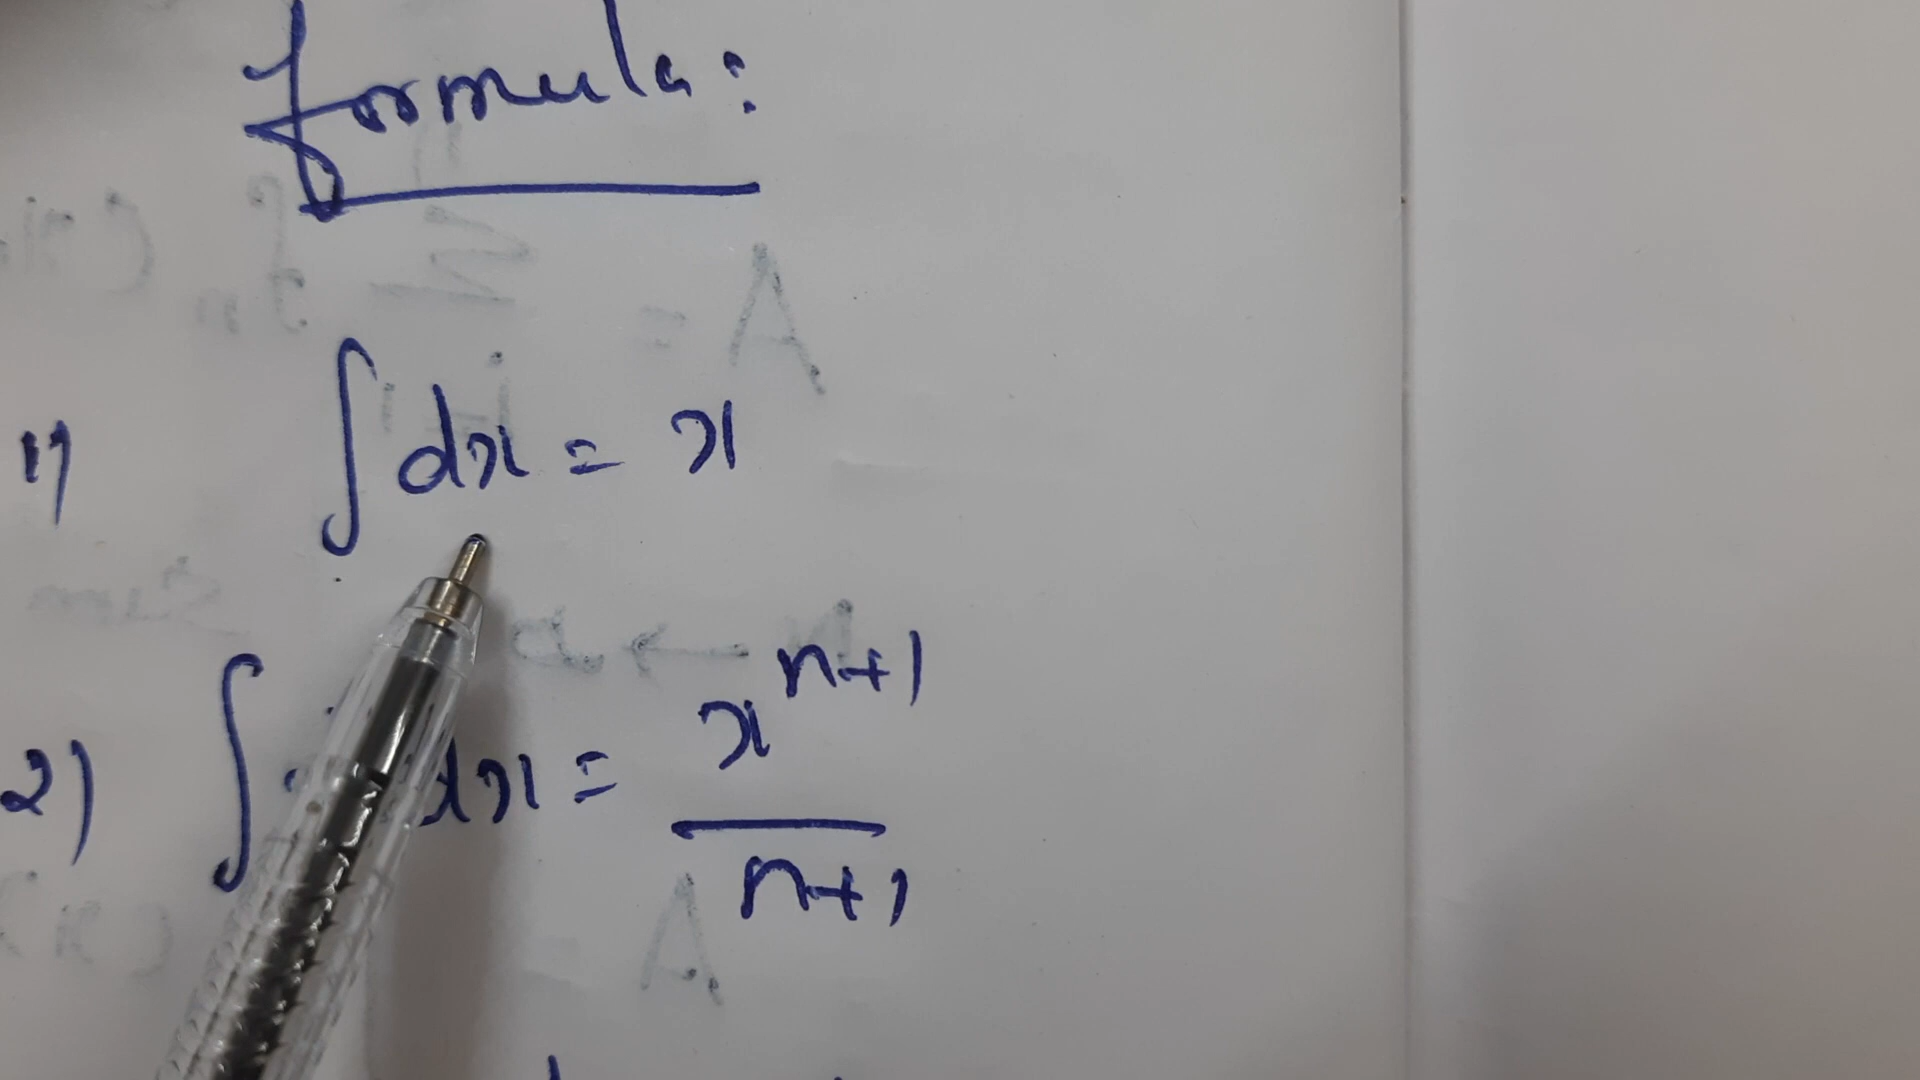 formula:
1) ∫ dx = x
2) ∫ dx = x^(n+1) / (n+1)